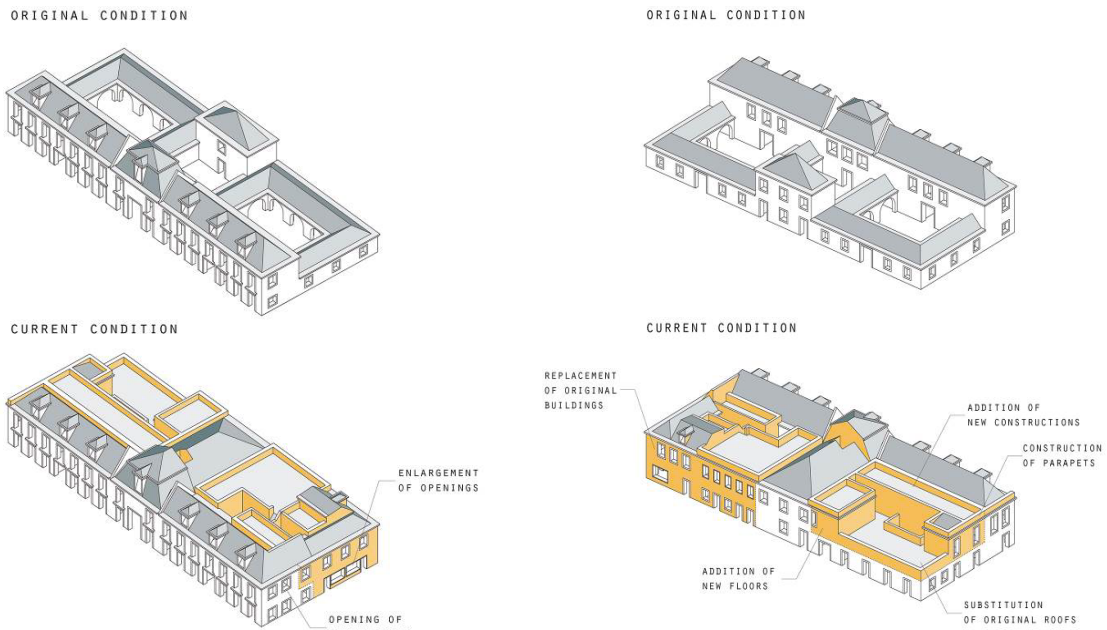 ORIGINAL CONDITION
ORIGINAL CONDITION
CURRENT CONDITION
CURRENT CONDITION
REPLACEMENT
OF ORIGINAL
BUILDINGS
ADDITION OF
NEW CONSTRUCTIONS
CONSTRUCTION
OF PARAPETS
ENLARGEMENT
OF OPENINGS
ADDITION OF
NEW FLOORS
SUBSTITUTION
OF ORIGINAL ROOFS
OPENING OF